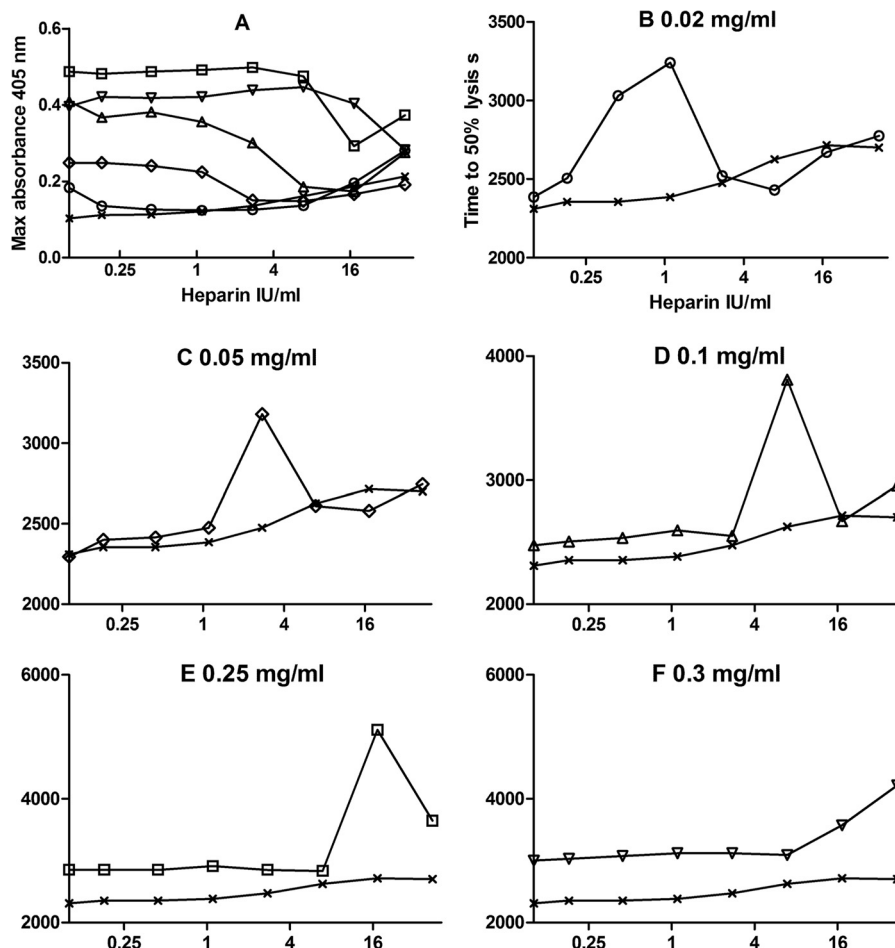 A
Max absorbance 405 nm
0.6
0.4
0.2
0.0
0.25 1 4 16
Heparin IU/ml
B 0.02 mg/ml
Time to 50% lysis s
3500
3000
2500
2000
0.25 1 4 16
Heparin IU/ml
C 0.05 mg/ml
3500
3000
2500
2000
0.25 1 4 16
D 0.1 mg/ml
4000
3000
2000
0.25 1 4 16
E 0.25 mg/ml
6000
4000
2000
0.25 1 4 16
F 0.3 mg/ml
6000
4000
2000
0.25 1 4 16